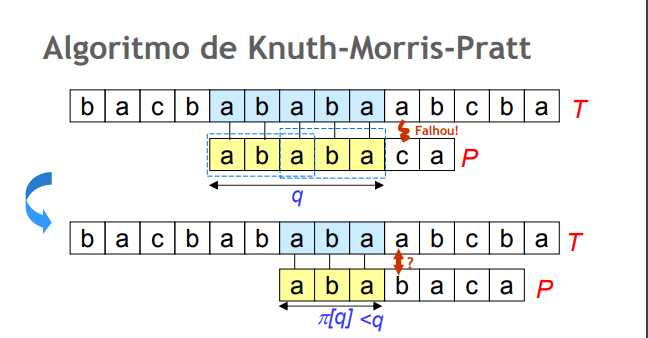 Algoritmo de Knuth-Morris-Pratt
b a c b a b a b a a b c b a T
Falhou!
a b a b a c a P
q
b a c b a b a b a a b c b a T
?
a b a b a c a P
π[q] <q